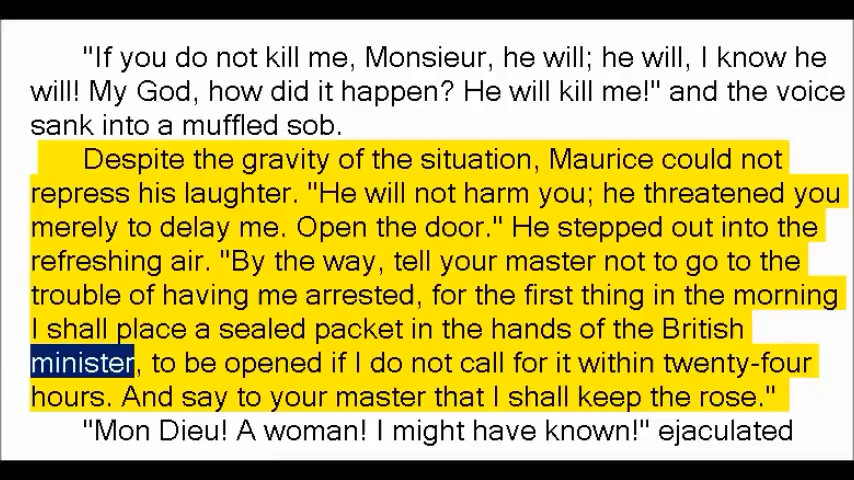 "If you do not kill me, Monsieur, he will; he will, I know he
will! My God, how did it happen? He will kill me!" and the voice
sank into a muffled sob.
Despite the gravity of the situation, Maurice could not
repress his laughter. "He will not harm you; he threatened you
merely to delay me. Open the door." He stepped out into the
refreshing air. "By the way, tell your master not to go to the
trouble of having me arrested, for the first thing in the morning
I shall place a sealed packet in the hands of the British
minister, to be opened if I do not call for it within twenty-four
hours. And say to your master that I shall keep the rose."
"Mon Dieu! A woman! I might have known!" ejaculated